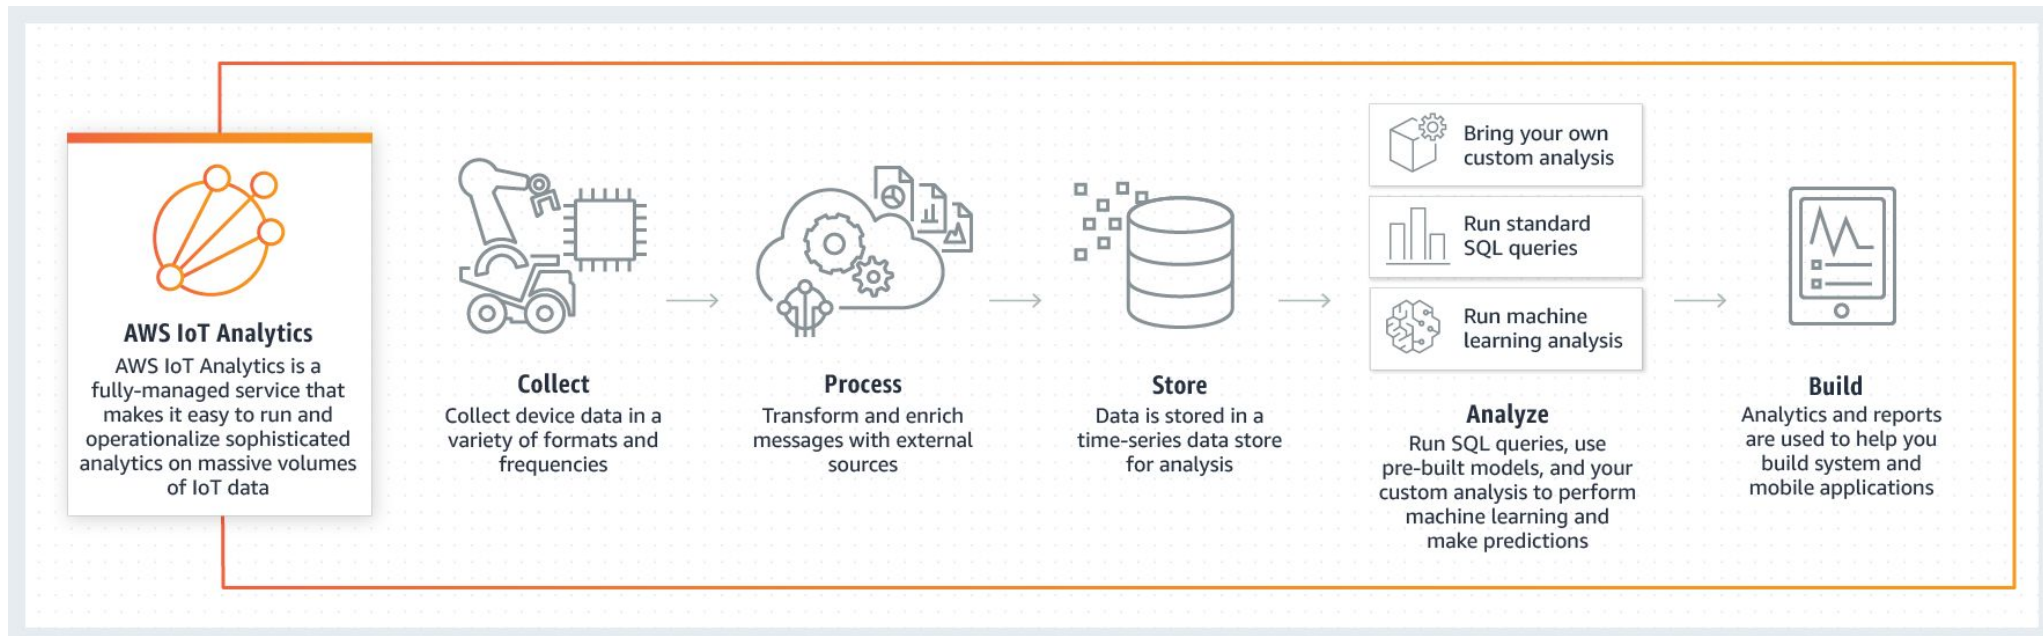 AWS IoT Analytics
AWS IoT Analytics is a
fully-managed service that
makes it easy to run and
operationalize sophisticated
analytics on massive volumes
of IoT data
Collect
Collect device data in a
variety of formats and
frequencies
Process
Transform and enrich
messages with external
sources
Store
Data is stored in a
time-series data store
for analysis
Bring your own
custom analysis
Run standard
SQL queries
Run machine
learning analysis
Analyze
Run SQL queries, use
pre-built models, and your
custom analysis to perform
machine learning and
make predictions
Build
Analytics and reports
are used to help you
build system and
mobile applications